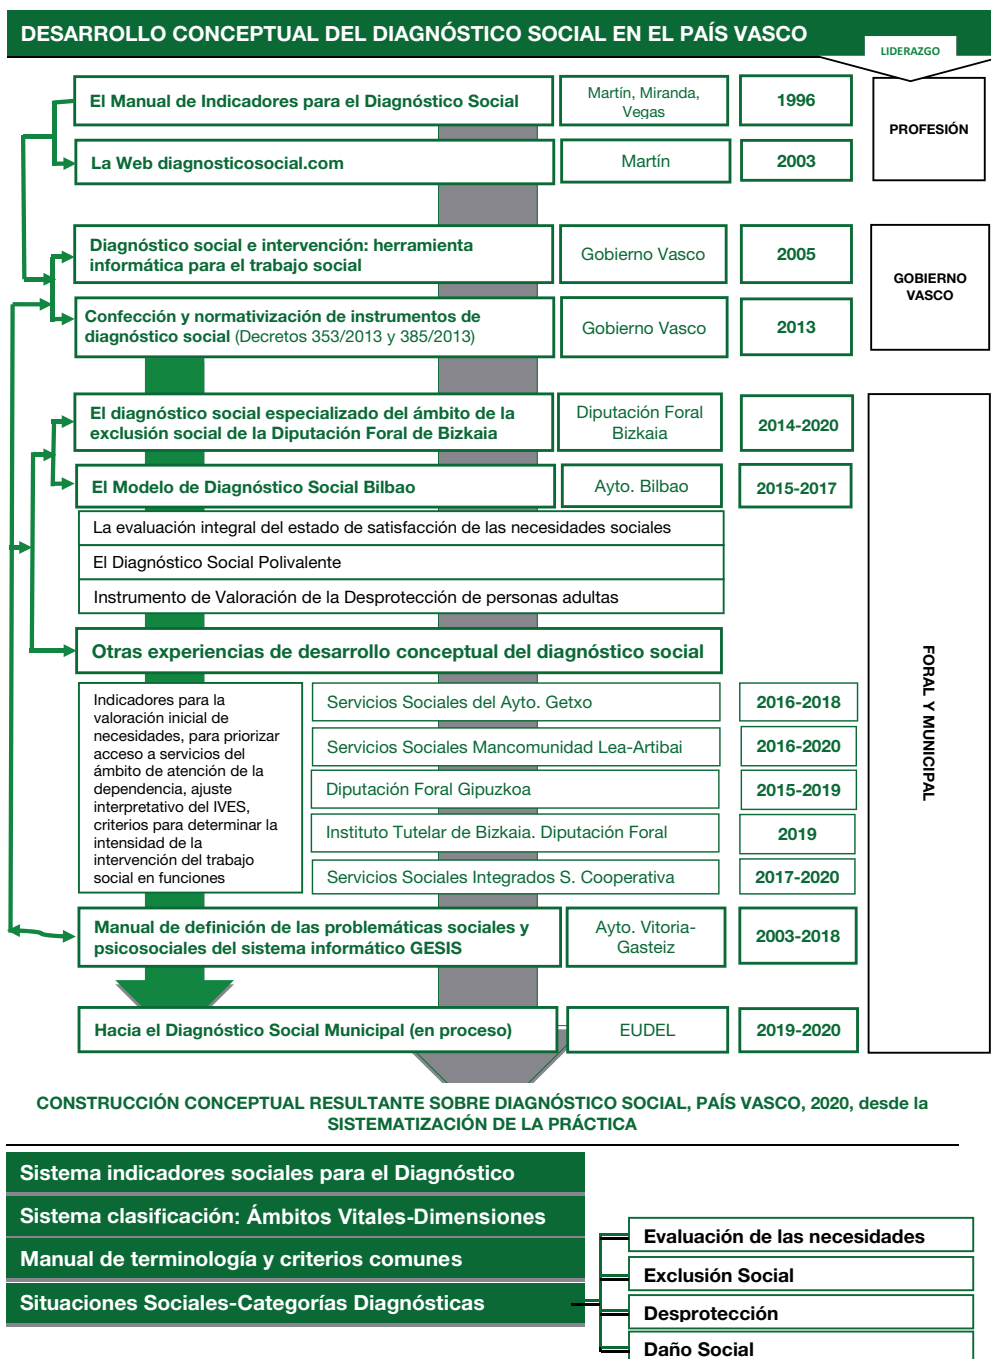 DESARROLLO CONCEPTUAL DEL DIAGNÓSTICO SOCIAL EN EL PAÍS VASCO
LIDERAZGO
El Manual de Indicadores para el Diagnóstico Social
Martín, Miranda,
Vegas
1996
PROFESIÓN
La Web diagnosticosocial.com
Martín
2003
Diagnóstico social e intervención: herramienta
informática para el trabajo social
Gobierno Vasco
2005
GOBIERNO
VASCO
Confección y normativización de instrumentos de
diagnóstico social (Decretos 353/2013 y 385/2013)
Gobierno Vasco
2013
El diagnóstico social especializado del ámbito de la
exclusión social de la Diputación Foral de Bizkaia
Diputación Foral
Bizkaia
2014-2020
El Modelo de Diagnóstico Social Bilbao
Ayto. Bilbao
2015-2017
La evaluación integral del estado de satisfacción de las necesidades sociales
El Diagnóstico Social Polivalente
Instrumento de Valoración de la Desprotección de personas adultas
FORAL Y MUNICIPAL
Otras experiencias de desarrollo conceptual del diagnóstico social
Indicadores para la
valoración inicial de
necesidades, para priorizar
acceso a servicios del
ámbito de atención de la
dependencia, ajuste
interpretativo del IVES,
criterios para determinar la
intensidad de la
intervención del trabajo
social en funciones
Servicios Sociales del Ayto. Getxo
2016-2018
Servicios Sociales Mancomunidad Lea-Artibai
2016-2020
Diputación Foral Gipuzkoa
2015-2019
Instituto Tutelar de Bizkaia. Diputación Foral
2019
Servicios Sociales Integrados S. Cooperativa
2017-2020
Manual de definición de las problemáticas sociales y
psicosociales del sistema informático GESIS
Ayto. Vitoria-
Gasteiz
2003-2018
Hacia el Diagnóstico Social Municipal (en proceso)
EUDEL
2019-2020
CONSTRUCCIÓN CONCEPTUAL RESULTANTE SOBRE DIAGNÓSTICO SOCIAL, PAÍS VASCO, 2020, desde la
SISTEMATIZACIÓN DE LA PRÁCTICA
Sistema indicadores sociales para el Diagnóstico
Sistema clasificación: Ámbitos Vitales-Dimensiones
Manual de terminología y criterios comunes
Situaciones Sociales-Categorías Diagnósticas
Evaluación de las necesidades
Exclusión Social
Desprotección
Daño Social